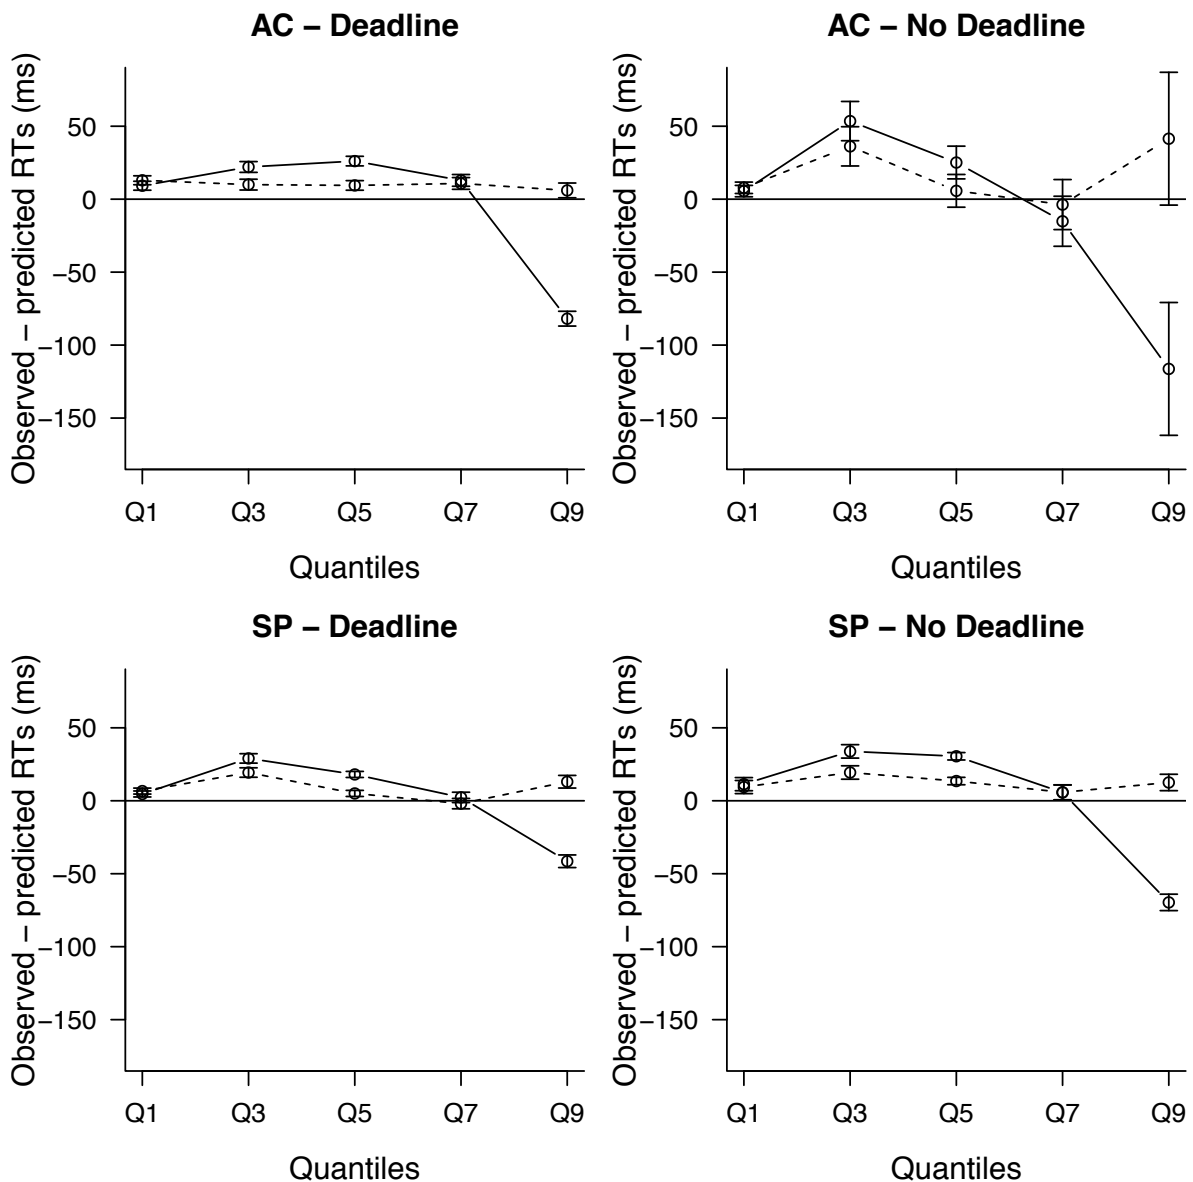 AC – Deadline
Observed – predicted RTs (ms)
50
0
−50
−100
−150
Q1 Q3 Q5 Q7 Q9
Quantiles
AC – No Deadline
Observed – predicted RTs (ms)
50
0
−50
−100
−150
Q1 Q3 Q5 Q7 Q9
Quantiles
SP – Deadline
Observed – predicted RTs (ms)
50
0
−50
−100
−150
Q1 Q3 Q5 Q7 Q9
Quantiles
SP – No Deadline
Observed – predicted RTs (ms)
50
0
−50
−100
−150
Q1 Q3 Q5 Q7 Q9
Quantiles